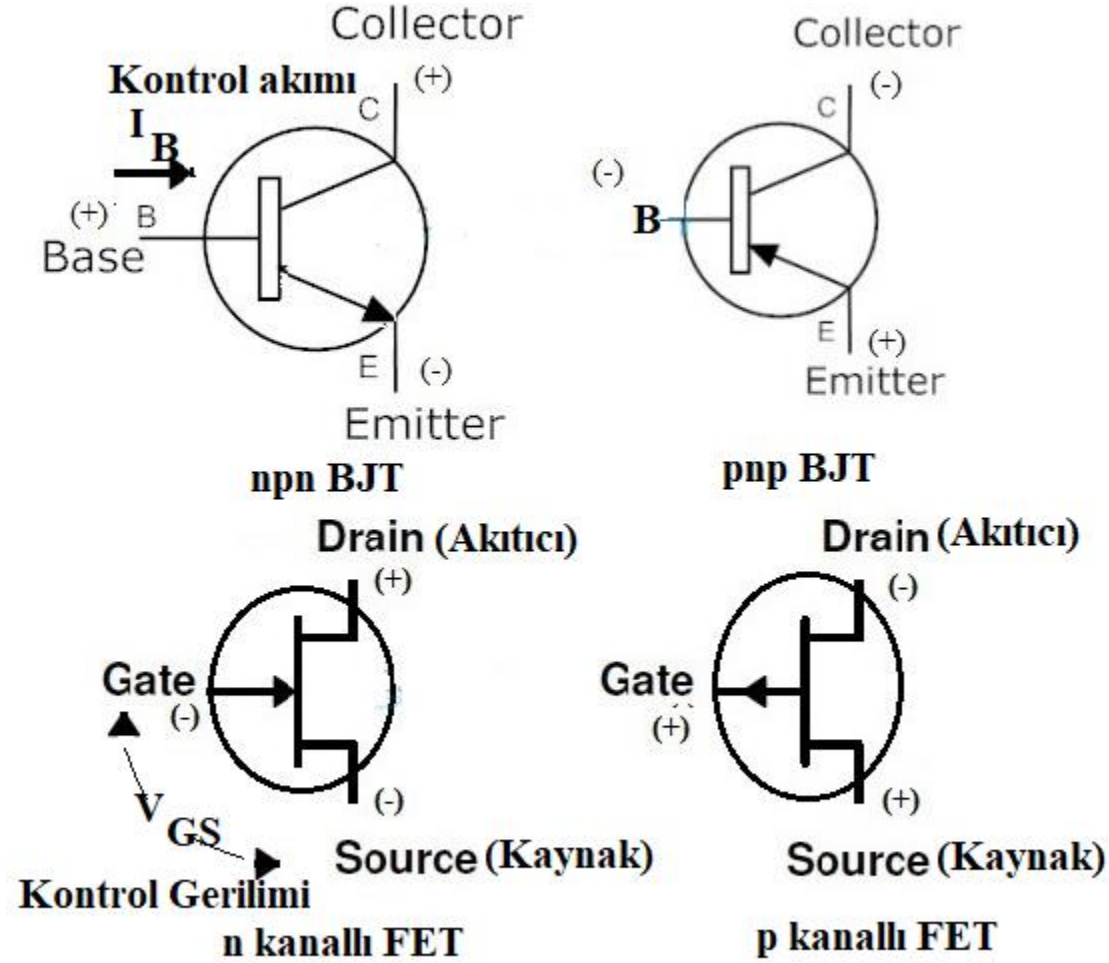 Collector
(+)
Kontrol akımı
C
I B
(+) B
Base
E
(-)
Emitter
npn BJT
Collector
(-)
C
(-)
B
E
(+)
Emitter
pnp BJT
Drain (Akıtıcı)
(+)
Gate
(-)
(-)
V GS
Source (Kaynak)
Kontrol Gerilimi
n kanallı FET
Drain (Akıtıcı)
(-)
Gate
(+)
(+)
Source (Kaynak)
p kanallı FET